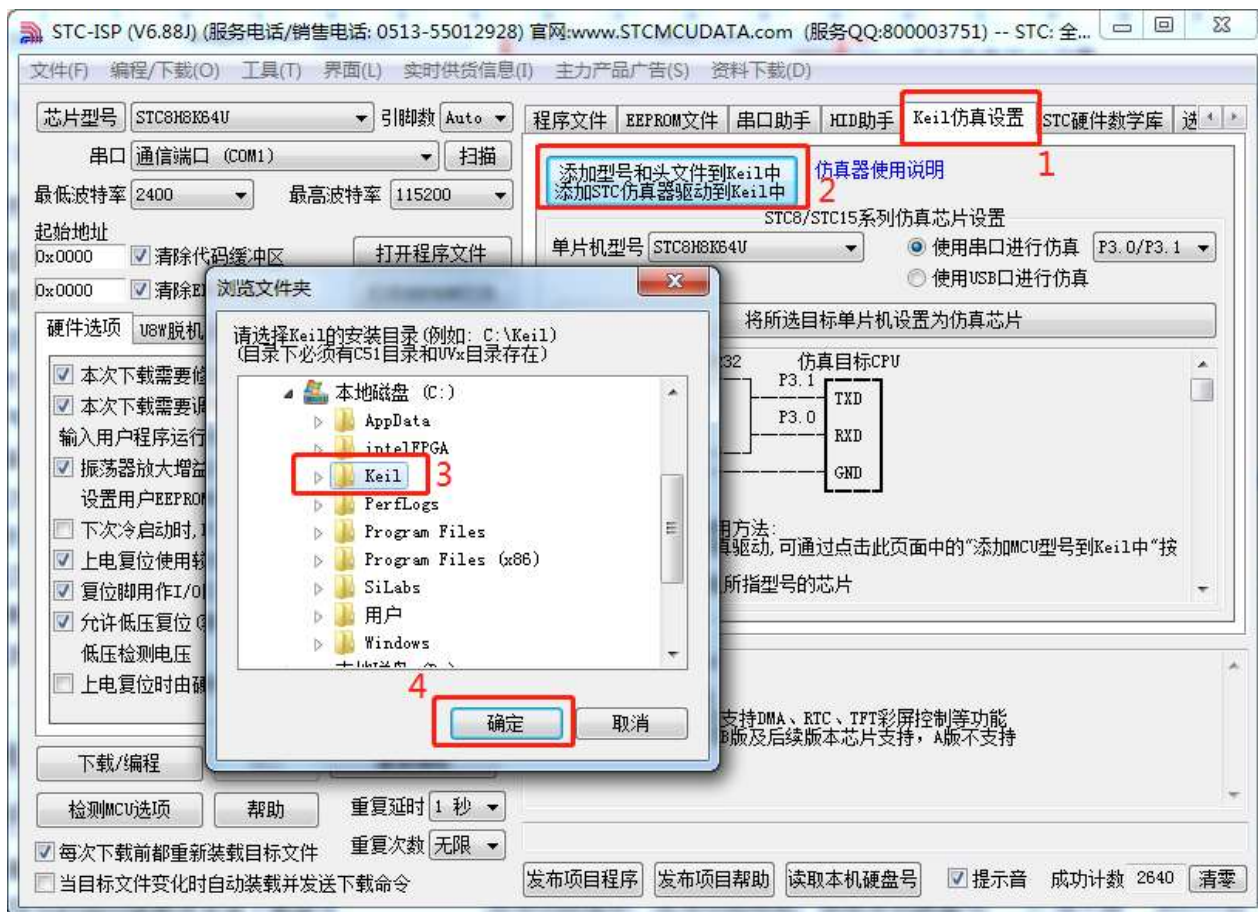 STC-ISP (V6.88J) (服务电话/销售电话: 0513-55012928) 官网:www.STCMCUDATA.com (服务QQ:800003751) -- STC: 全...
文件(F) 编程/下载(O) 工具(T) 界面(L) 实时供货信息(I) 主力产品广告(S) 资料下载(D)
芯片型号 STC8H8K64U 引脚数 Auto
串口 通信端口 (COM1) 扫描
最低波特率 2400 最高波特率 115200
起始地址
0x0000 清除代码缓冲区 打开程序文件
0x0000 清除E
硬件选项 U8W脱机
本次下载需要修
本次下载需要调
输入用户程序运行
振荡器放大增益
设置用户EEPROM
下次冷启动时,
上电复位使用较
复位脚用作I/O
允许低压复位
低压检测电压
上电复位时由硬
下载/编程
检测MCU选项 帮助 重复延时 1 秒
每次下载前都重新装载目标文件 重复次数 无限
当目标文件变化时自动装载并发送下载命令
程序文件 EEPROM文件 串口助手 HID助手 Keil仿真设置 STC硬件数学库 选
1
添加型号和头文件到Keil中
添加STC仿真器驱动到Keil中
2
仿真器使用说明
STC8/STC15系列仿真芯片设置
单片机型号 STC8H8K64U 使用串口进行仿真 P3.0/P3.1
使用USB口进行仿真
将所选目标单片机设置为仿真芯片
232 仿真目标CPU
P3.1
TXD
P3.0
RXD
GND
用方法:
真驱动,可通过点击此页面中的“添加MCU型号到Keil中“按
所指型号的芯片
支持DMA、RTC、TFT彩屏控制等功能
B版及后续版本芯片支持，A版不支持
发布项目程序 发布项目帮助 读取本机硬盘号 提示音 成功计数 2640 清零
浏览文件夹
请选择Keil的安装目录(例如: C:\Keil)
(目录下必须有C51目录和UVx目录存在)
本地磁盘 (C:)
AppData
intelFPGA
Keil
3
PerfLogs
Program Files
Program Files (x86)
SiLabs
用户
Windows
4
确定 取消